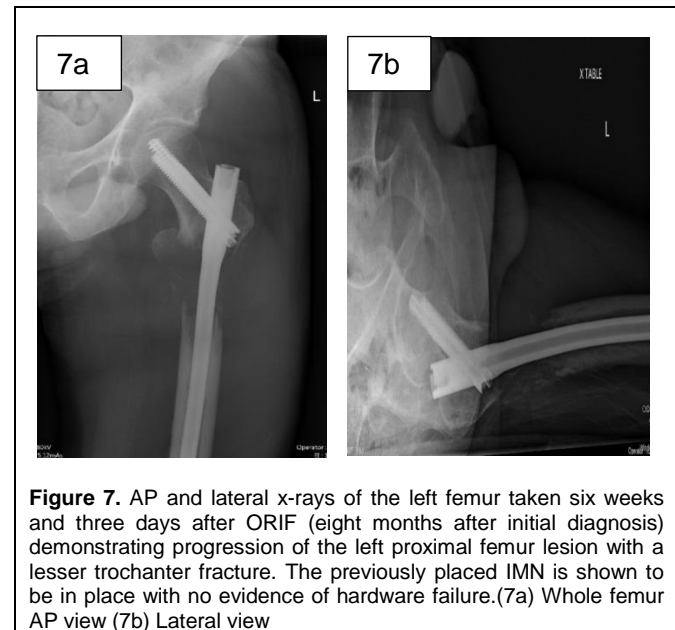 7a
7b
L
X TABLE
L
Operator
Operator
Figure 7. AP and lateral x-rays of the left femur taken six weeks
and three days after ORIF (eight months after initial diagnosis)
demonstrating progression of the left proximal femur lesion with a
lesser trochanter fracture. The previously placed IMN is shown to
be in place with no evidence of hardware failure.(7a) Whole femur
AP view (7b) Lateral view